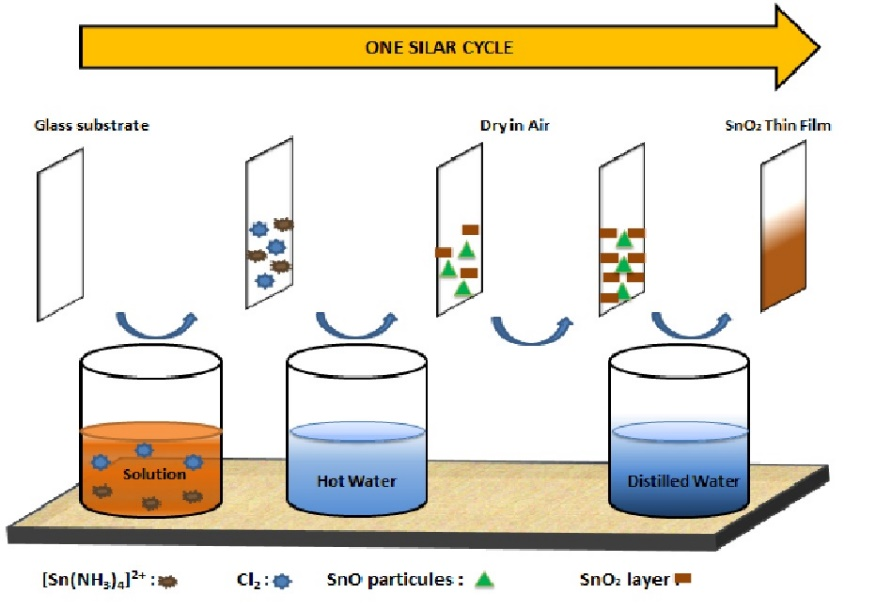 ONE SILAR CYCLE
Glass substrate
Dry in Air
SnO₂ Thin Film
Solution
Hot Water
Distilled Water
[Sn(NH₃)₄]²⁺ : Cl₂ : SnO particules : SnO₂ layer